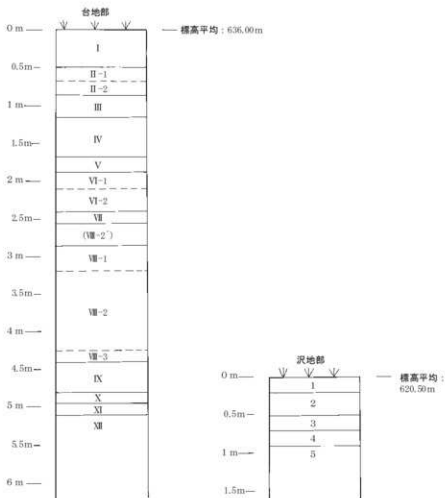 台地部
0 m
標高平均：636.00m
I
0.5m
II-1
II-2
1 m
III
1.5m
IV
V
2 m
VI-1
VI-2
2.5m
VII
(VIII-2˝)
3 m
VIII-1
3.5m
VIII-2
4 m
VIII-3
4.5m
IX
X
5 m
XI
XII
5.5m
6 m
沢地部
0 m
標高平均：
620.50m
1
2
0.5m
3
4
1 m
5
1.5m